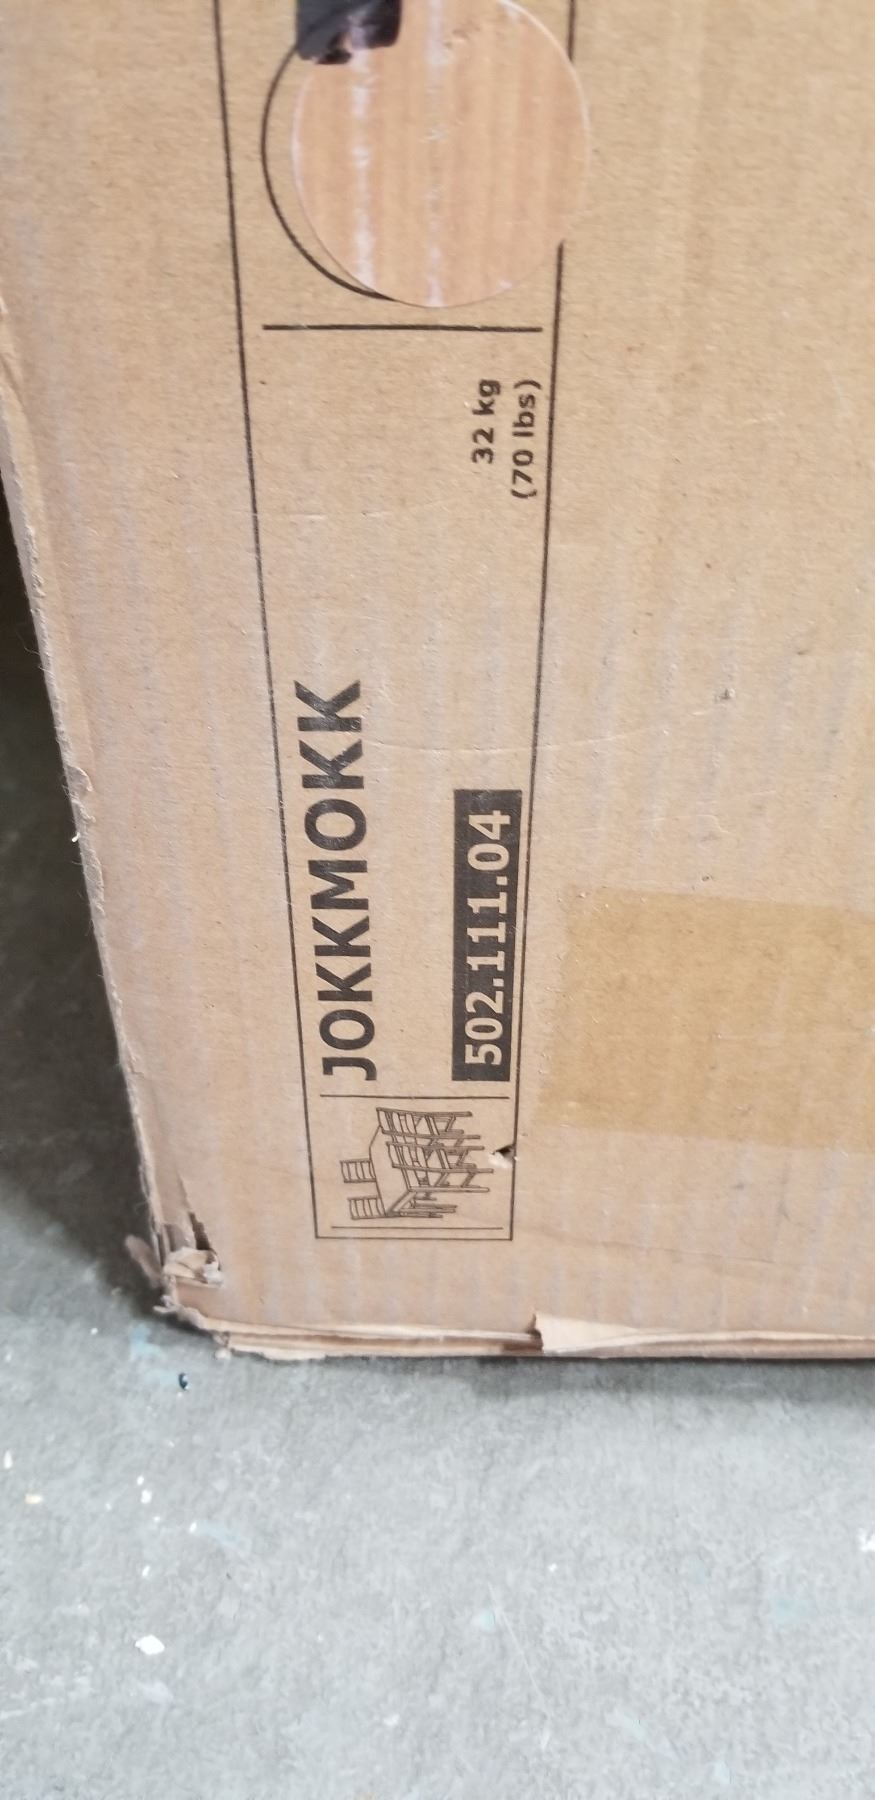 JOKKMOKK
502.111.04
32 kg
(70 lbs)